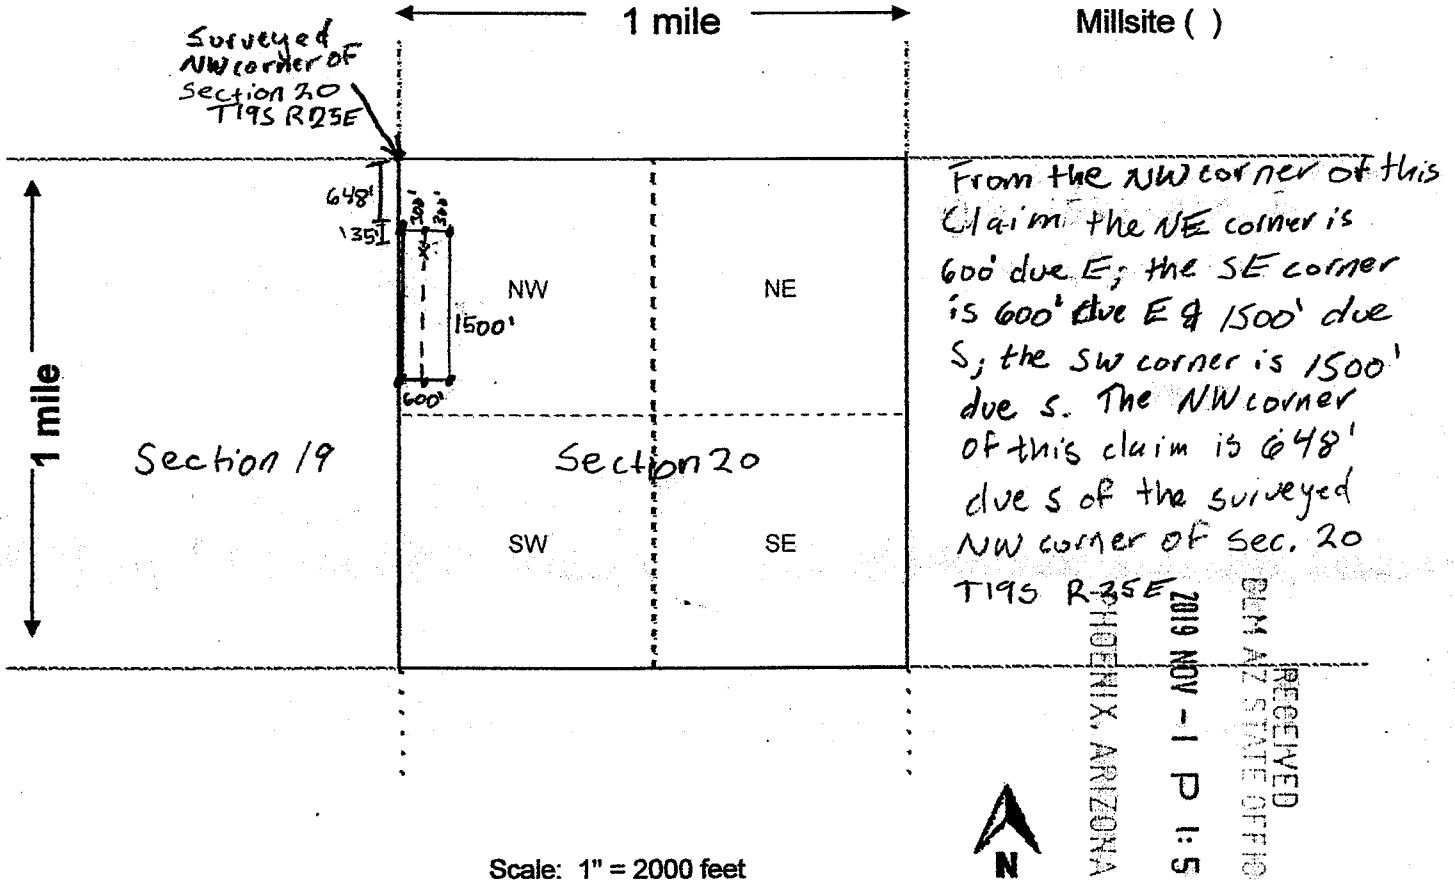 1 mile
Millsite ( )
Surveyed
NW corner of
Section 20
T19S R25E
648'
135'
300'
300'
1500'
600'
NW
NE
1 mile
Section 19
Section 20
SW
SE
From the NW corner of this
Claim the NE corner is
600' due E; the SE corner
is 600' due E & 1500' due
S; the SW corner is 1500'
due S. The NW corner
of this claim is 648'
due S of the surveyed
NW corner of Sec. 20
T19S R25E
RECEIVED
BLM AZ STATE OFFIC
2019 NOV -1 P 1:5
PHOENIX, ARIZONA
N
Scale: 1" = 2000 feet